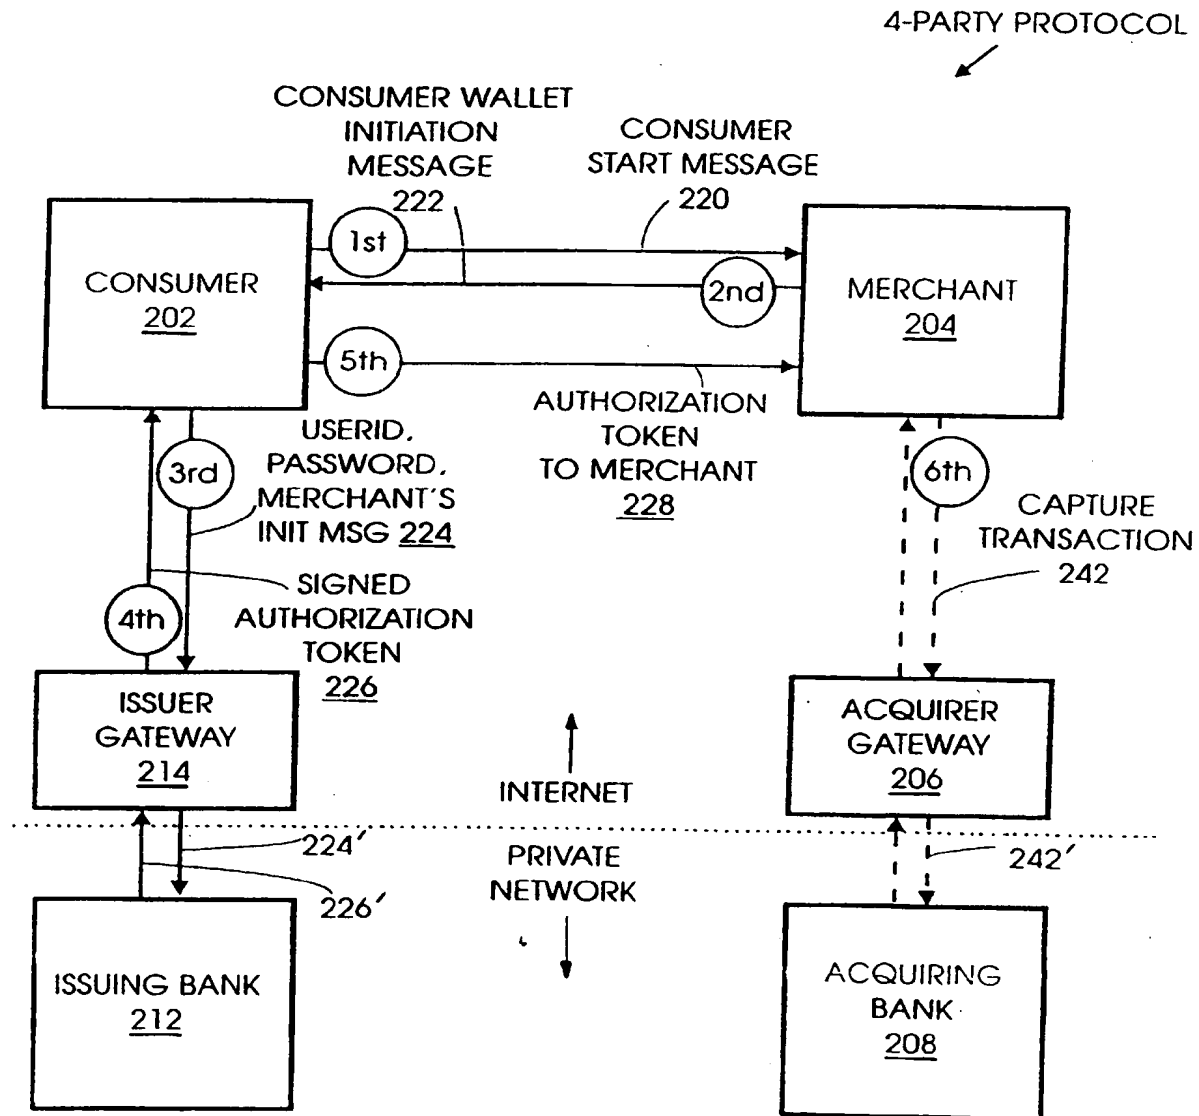 4-PARTY PROTOCOL
CONSUMER WALLET
INITIATION
MESSAGE
222
CONSUMER
START MESSAGE
220
1st
CONSUMER
202
2nd
MERCHANT
204
5th
AUTHORIZATION
TOKEN
TO MERCHANT
228
3rd
USERID,
PASSWORD,
MERCHANT'S
INIT MSG 224
6th
CAPTURE
TRANSACTION
242
4th
SIGNED
AUTHORIZATION
TOKEN
226
ISSUER
GATEWAY
214
ACQUIRER
GATEWAY
206
INTERNET
224'
226'
PRIVATE
NETWORK
242'
ISSUING BANK
212
ACQUIRING
BANK
208